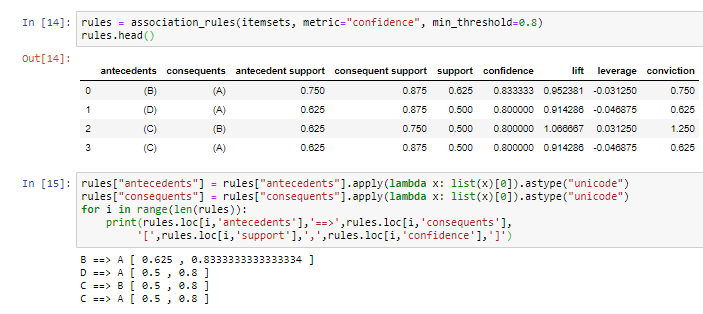 In [14]: rules = association_rules(itemsets, metric="confidence", min_threshold=0.8)
rules.head()
Out[14]:
antecedents consequents antecedent support consequent support support confidence lift leverage conviction
0 (B) (A) 0.750 0.875 0.625 0.833333 0.952381 -0.031250 0.750
1 (D) (A) 0.625 0.875 0.500 0.800000 0.914286 -0.046875 0.625
2 (C) (B) 0.625 0.750 0.500 0.800000 1.066667 0.031250 1.250
3 (C) (A) 0.625 0.875 0.500 0.800000 0.914286 -0.046875 0.625
In [15]: rules["antecedents"] = rules["antecedents"].apply(lambda x: list(x)[0]).astype("unicode")
rules["consequents"] = rules["consequents"].apply(lambda x: list(x)[0]).astype("unicode")
for i in range(len(rules)):
    print(rules.loc[i,'antecedents'],'==>',rules.loc[i,'consequents'],
         '[',rules.loc[i,'support'],',',rules.loc[i,'confidence'],']')
B ==> A [ 0.625 , 0.8333333333333334 ]
D ==> A [ 0.5 , 0.8 ]
C ==> B [ 0.5 , 0.8 ]
C ==> A [ 0.5 , 0.8 ]